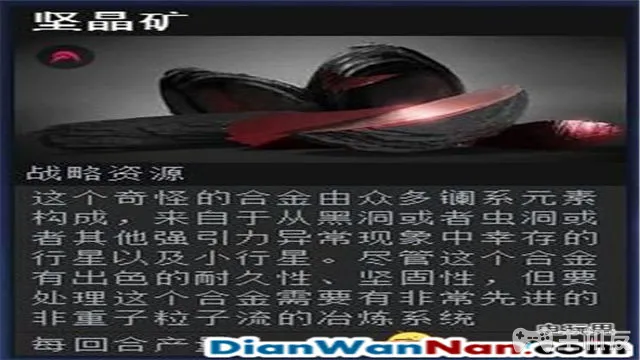 坚晶矿
战略资源
这个奇怪的合金由众多镧系元素
构成，来自于从黑洞或者虫洞或
者其他强引力异常现象中幸存的
行星以及小行星。尽管这个合金
有出色的耐久性、坚固性，但要
处理这个合金需要有非常先进的
非重子粒子流的冶炼系统
每回合产
DianWanNan.com